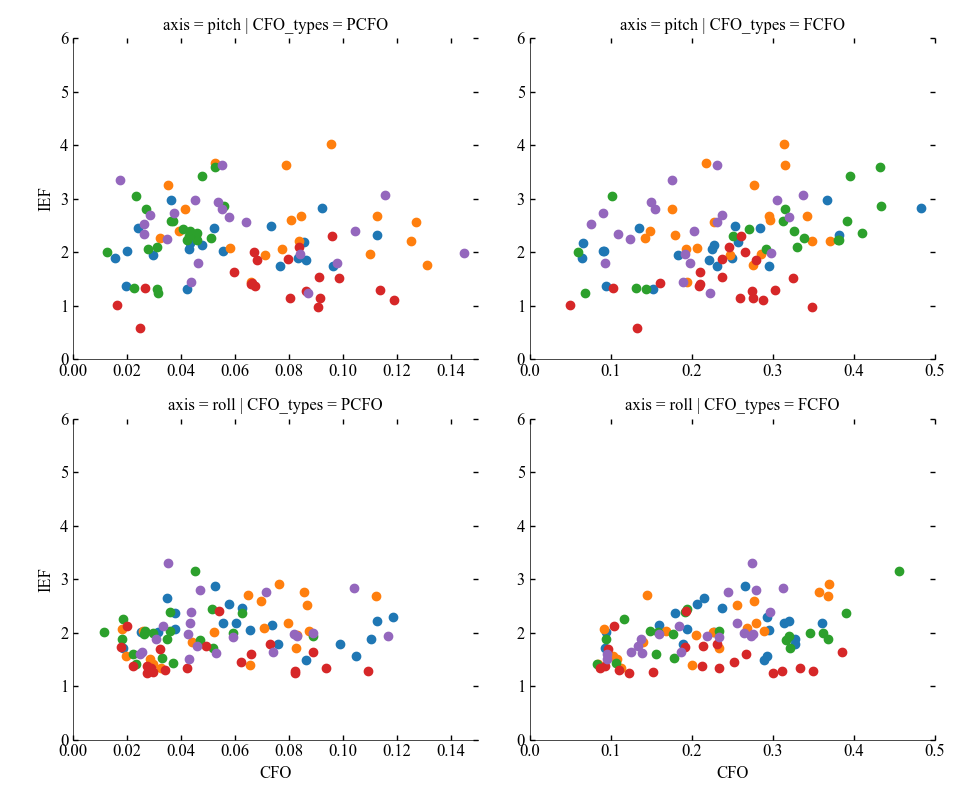 axis = pitch | CFO_types = PCFO
axis = pitch | CFO_types = FCFO
6
5
4
3
2
1
0
IEF
0.00 0.02 0.04 0.06 0.08 0.10 0.12 0.14
6
5
4
3
2
1
0
0.0 0.1 0.2 0.3 0.4 0.5
axis = roll | CFO_types = PCFO
axis = roll | CFO_types = FCFO
6
5
4
3
2
1
0
IEF
0.00 0.02 0.04 0.06 0.08 0.10 0.12 0.14
CFO
6
5
4
3
2
1
0
0.0 0.1 0.2 0.3 0.4 0.5
CFO